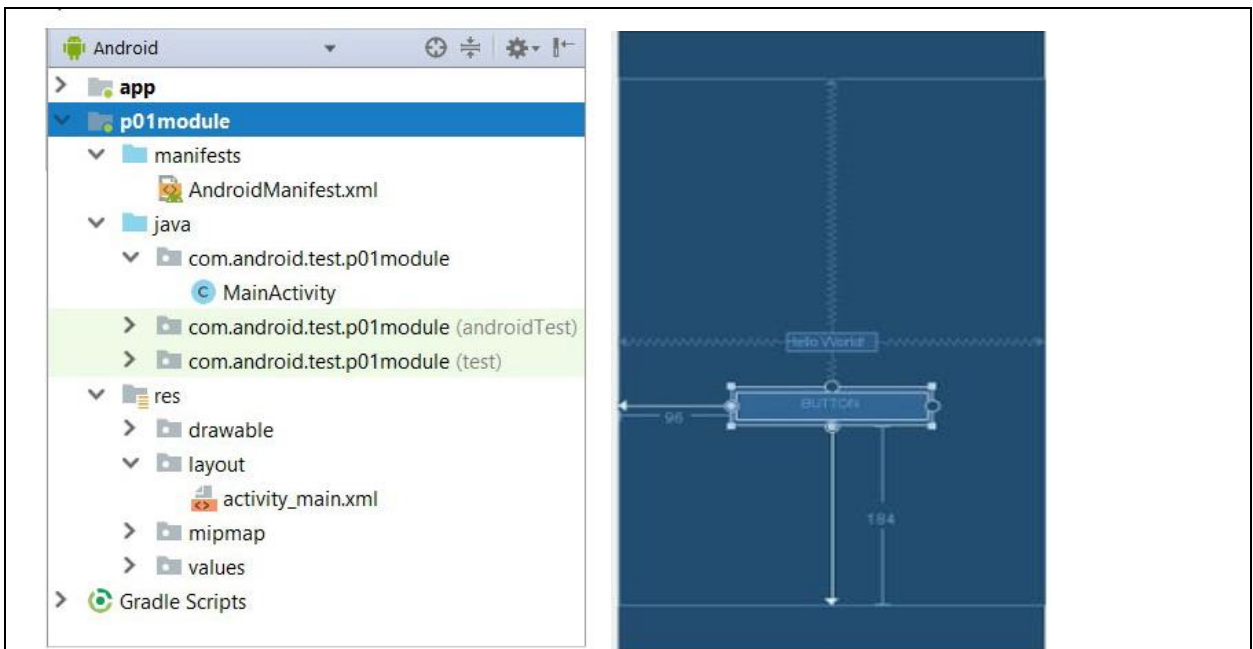 Android
app
p01module
manifests
AndroidManifest.xml
java
com.android.test.p01module
MainActivity
com.android.test.p01module (androidTest)
com.android.test.p01module (test)
res
drawable
layout
activity_main.xml
mipmap
values
Gradle Scripts
Hello World!
BUTTON
96
184